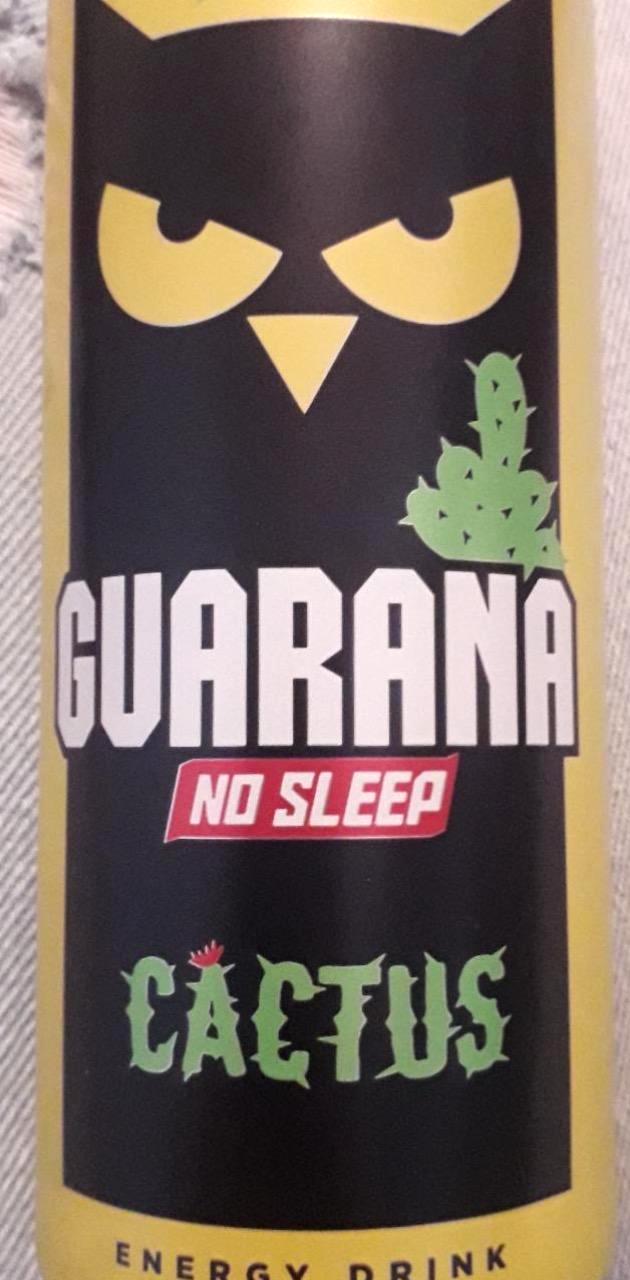 GUARANA
NO SLEEP
CACTUS
ENERGY DRINK